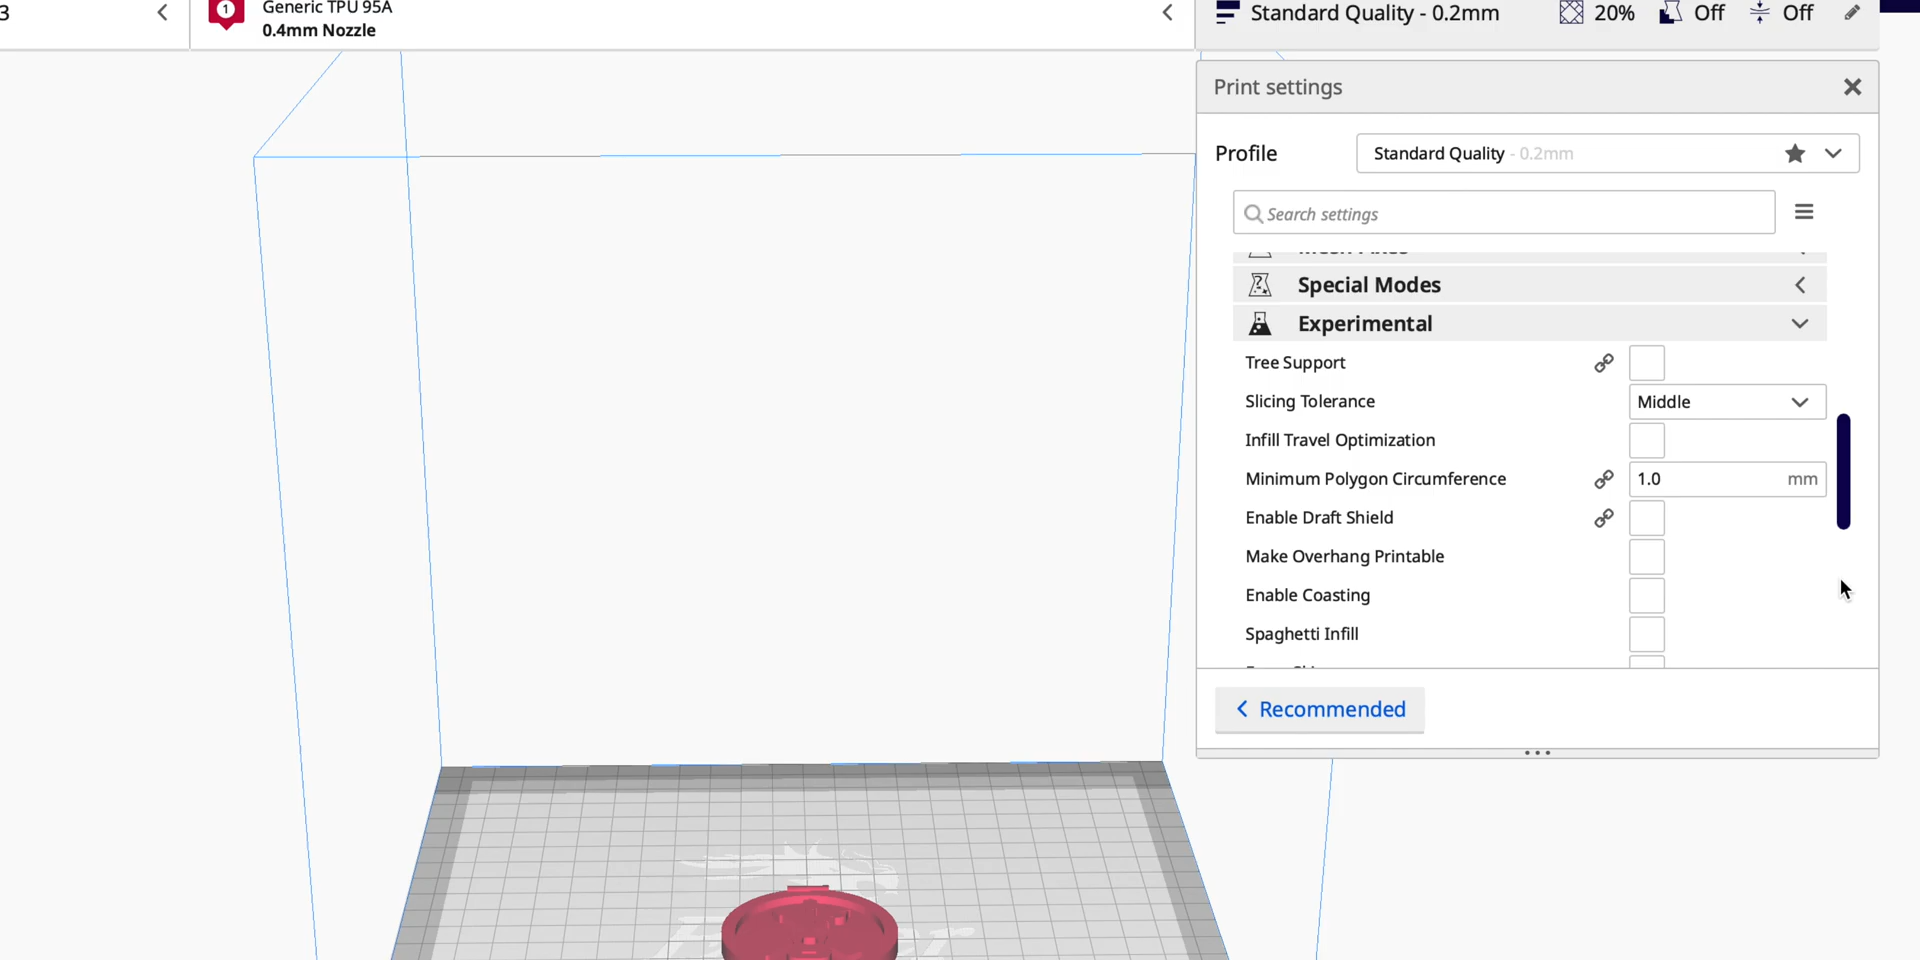 3
1
Generic TPU 95A
0.4mm Nozzle
Standard Quality - 0.2mm
20%
Off
Off
Print settings
Profile
Standard Quality - 0.2mm
Search settings
Special Modes
Experimental
Tree Support
Slicing Tolerance
Middle
Infill Travel Optimization
Minimum Polygon Circumference
1.0
mm
Enable Draft Shield
Make Overhang Printable
Enable Coasting
Spaghetti Infill
Recommended